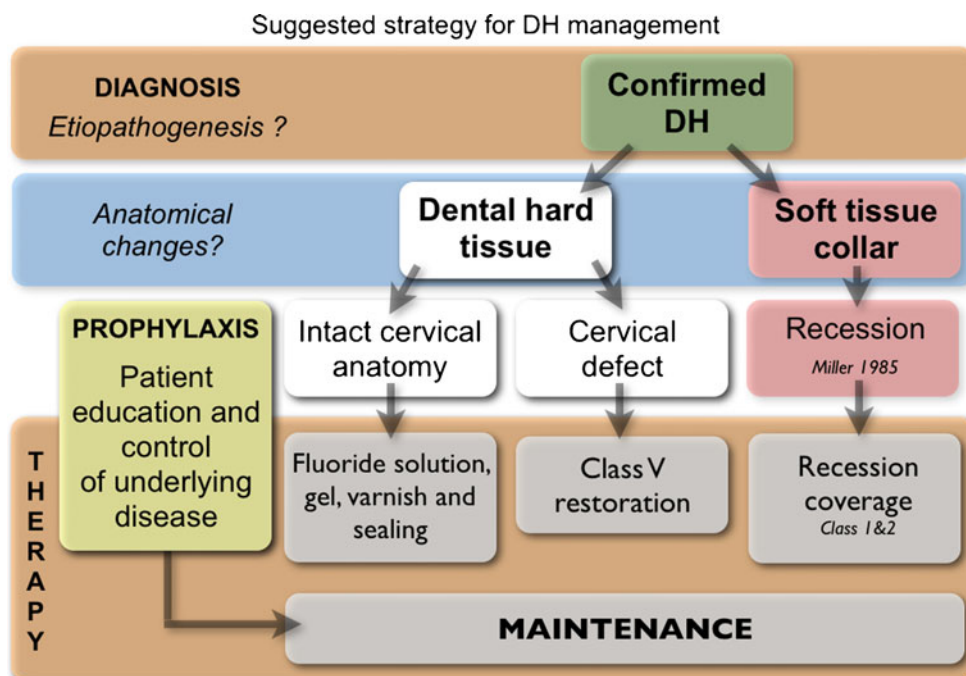 Suggested strategy for DH management
DIAGNOSIS
Etiopathogenesis ?
Confirmed
DH
Anatomical
changes?
Dental hard
tissue
Soft tissue
collar
PROPHYLAXIS
Patient
education and
control
of underlying
disease
Intact cervical
anatomy
Cervical
defect
Recession
Miller 1985
THERAPY
Fluoride solution,
gel, varnish and
sealing
Class V
restoration
Recession
coverage
Class 1&2
MAINTENANCE